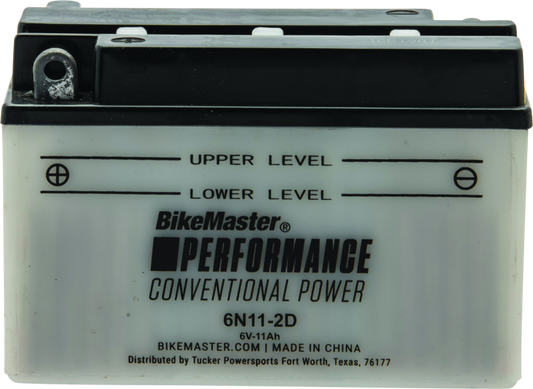 UPPER LEVEL
LOWER LEVEL
BikeMaster®
PERFORMANCE
CONVENTIONAL POWER
6N11-2D
6V-11Ah
BIKEMASTER.COM | MADE IN CHINA
Distributed by Tucker Powersports Fort Worth, Texas, 76177